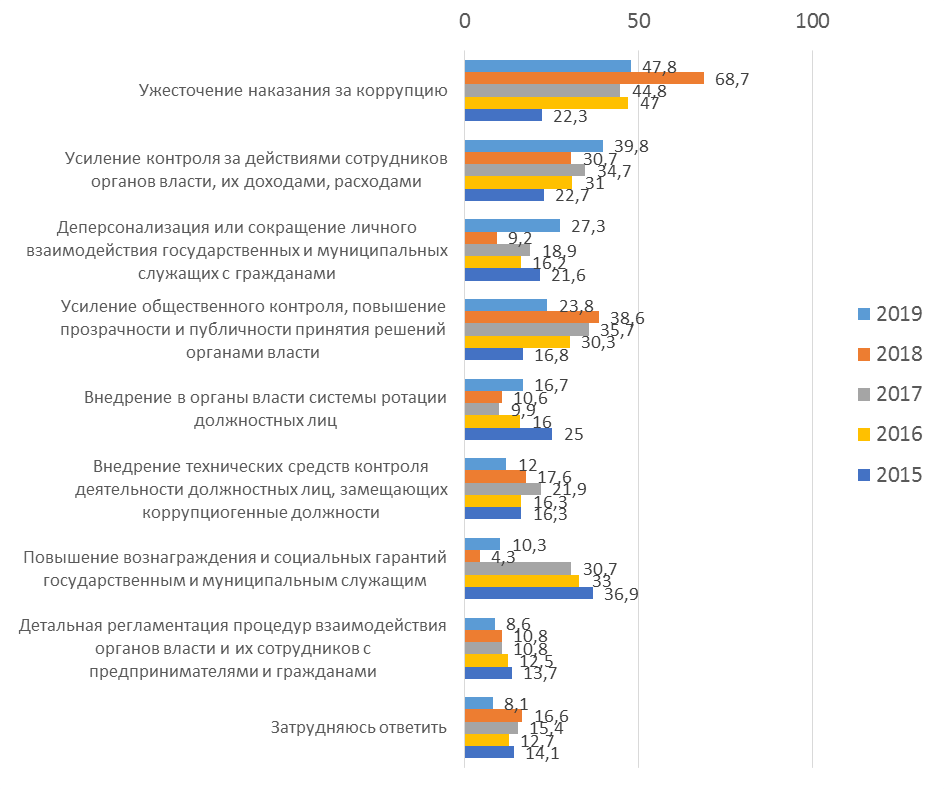 0 50 100
Ужесточение наказания за коррупцию
47,8
68,7
44,8
47
22,3
Усиление контроля за действиями сотрудников
органов власти, их доходами, расходами
39,8
30,7
34,7
31
22,7
Деперсонализация или сокращение личного
взаимодействия государственных и муниципальных
служащих с гражданами
27,3
9,2
18,9
16,2
21,6
Усиление общественного контроля, повышение
прозрачности и публичности принятия решений
органами власти
23,8
38,6
35,7
30,3
16,8
Внедрение в органы власти системы ротации
должностных лиц
16,7
10,6
9,9
16
25
Внедрение технических средств контроля
деятельности должностных лиц, замещающих
коррупциогенные должности
12
17,6
21,9
16,3
16,3
Повышение вознаграждения и социальных гарантий
государственным и муниципальным служащим
10,3
4,3
30,7
33
36,9
Детальная регламентация процедур взаимодействия
органов власти и их сотрудников с
предпринимателями и гражданами
8,6
10,8
10,8
12,5
13,7
Затрудняюсь ответить
8,1
16,6
15,4
12,7
14,1
2019
2018
2017
2016
2015